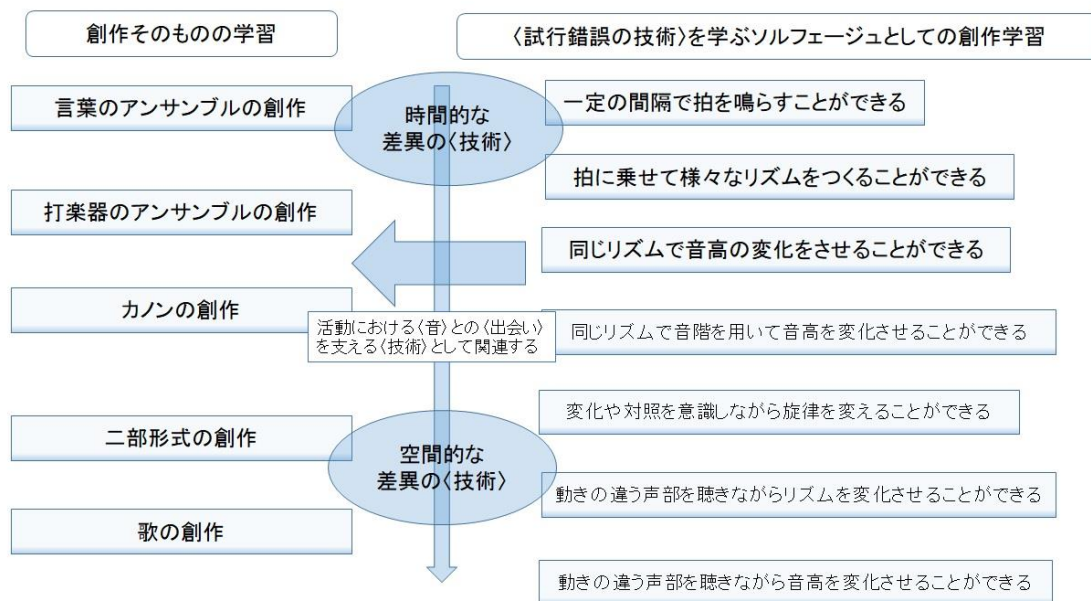 創作そのものの学習
〈試行錯誤の技術〉を学ぶソルフェージュとしての創作学習
言葉のアンサンブルの創作
打楽器のアンサンブルの創作
カノンの創作
二部形式の創作
歌の創作
時間的な
差異の〈技術〉
活動における〈音〉との〈出会い〉
を支える〈技術〉として関連する
空間的な
差異の〈技術〉
一定の間隔で拍を鳴らすことができる
拍に乗せて様々なリズムをつくることができる
同じリズムで音高の変化をさせることができる
同じリズムで音階を用いて音高を変化させることができる
変化や対照を意識しながら旋律を変えることができる
動きの違う声部を聴きながらリズムを変化させることができる
動きの違う声部を聴きながら音高を変化させることができる